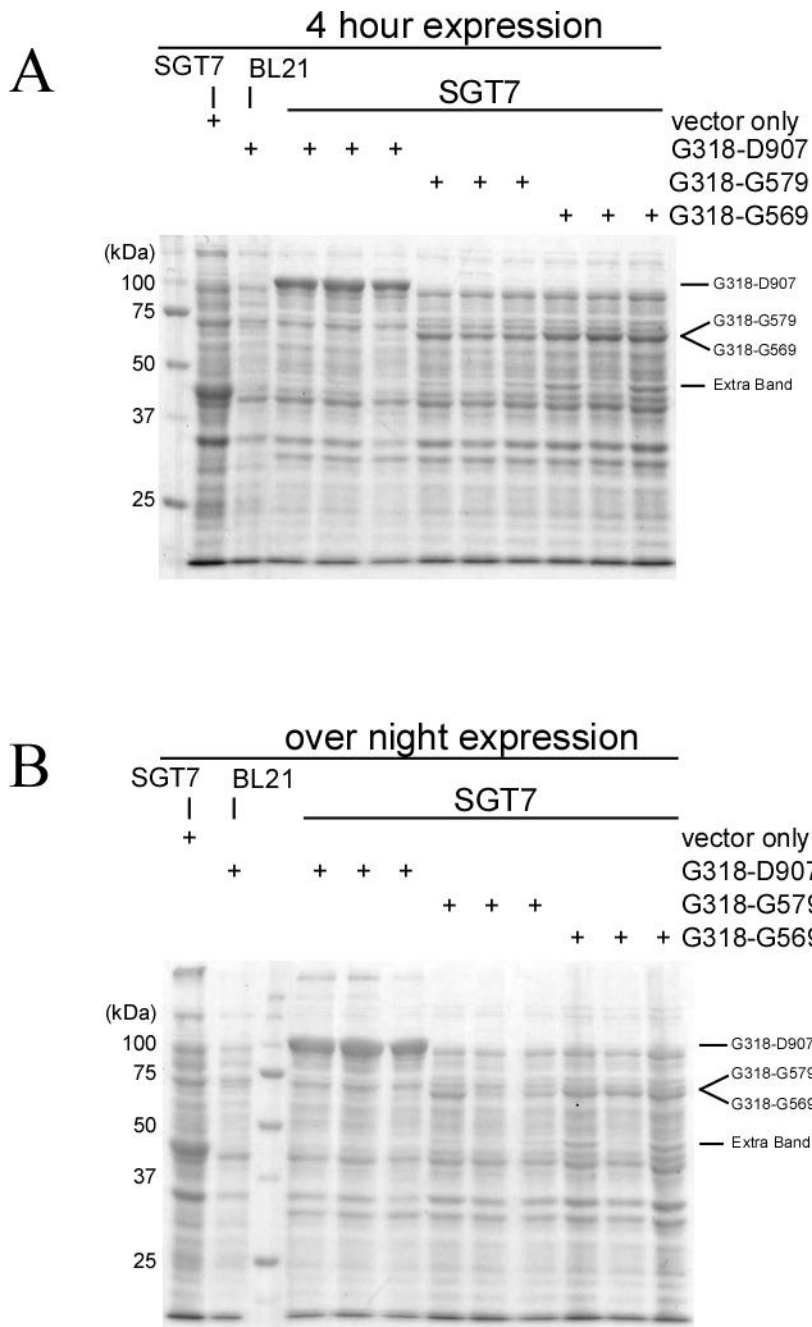 A
4 hour expression
SGT7 BL21
SGT7
+ vector only
+ + + + G318-D907
+ + + G318-G579
+ + + G318-G569
(kDa)
100
75
50
37
25
G318-D907
G318-G579
G318-G569
Extra Band
B
over night expression
SGT7 BL21
SGT7
+ vector only
+ + + + G318-D907
+ + + G318-G579
+ + + G318-G569
(kDa)
100
75
50
37
25
G318-D907
G318-G579
G318-G569
Extra Band